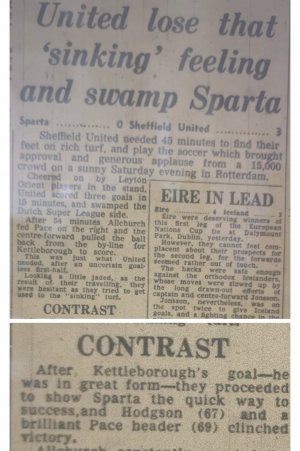 United lose that
'sinking' feeling
and swamp Sparta
Sparta ............ 0 Sheffield United ............ 3
Sheffield United needed 45 minutes to find their
feet on rich turf, and play the soccer which brought
approval and generous applause from a 15,000
crowd on a sunny Saturday evening in Rotterdam.
Cheered on by Leyton
Orient players in the stand,
United scored three goals in
15 minutes, and swamped the
Dutch Super League side.
After 54 minutes Allchurch
fed Pace on the right and the
centre-forward pulled the ball
back from the by-line for
Kettleborough to score.
This was just what United
needed, after an uncertain goal-
less first-half.
Looking a little jaded, as the
result of their travelling, they
were hesitant as they tried to get
used to the "sinking" turf.
CONTRAST
EIRE IN LEAD
Eire 4 Iceland 2
Eire were deserving winners of
this first leg of the European
Nations Cup tie at Dalymount
Park, Dublin, yesterday.
However, they cannot feel com-
placent about their prospects for
the second leg, for the forwards
seemed rather out of touch.
The backs were safe enough
against the orthodox Icelanders,
whose moves were slowed up by
the long drawn-out efforts of
captain and centre-forward Jonsson.
Jonsson, nevertheless, was on
the spot twice to give Iceland
goals, and a fighting chance in the
CONTRAST
After Kettleborough's goal—he
was in great form—they proceeded
to show Sparta the quick way to
success, and Hodgson (67) and a
brilliant Pace header (69) clinched
victory.